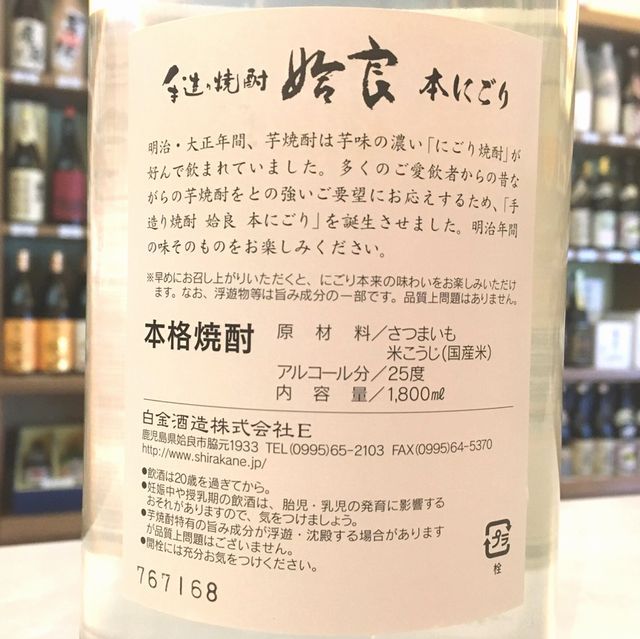 手造り焼酎 姶良 本にごり
明治・大正年間、芋焼酎は芋味の濃い「にごり焼酎」が
好んで飲まれていました。多くのご愛飲者からの昔な
がらの芋焼酎をとの強いご要望にお応えするため、「手
造り焼酎 姶良 本にごり」を誕生させました。明治年間
の味そのものをお楽しみください。
※早めにお召し上がりいただくと、にごり本来の味わいをお楽しみいただけ
ます。なお、浮遊物等は旨み成分の一部です。品質上問題はありません。
本格焼酎
原材料/さつまいも
米こうじ(国産米)
アルコール分/25度
内容量/1,800㎖
白金酒造株式会社E
鹿児島県姶良市脇元1933 TEL(0995)65-2103 FAX(0995)64-5370
http://www.shirakane.jp/
●飲酒は20歳を過ぎてから。
●妊娠中や授乳期の飲酒は、胎児・乳児の発育に影響する
おそれがありますので、気をつけましょう。
●芋焼酎特有の旨み成分が浮遊・沈殿する場合があります
が品質上問題はございません。
●開栓には充分お気をつけください。
プラ
栓
767168